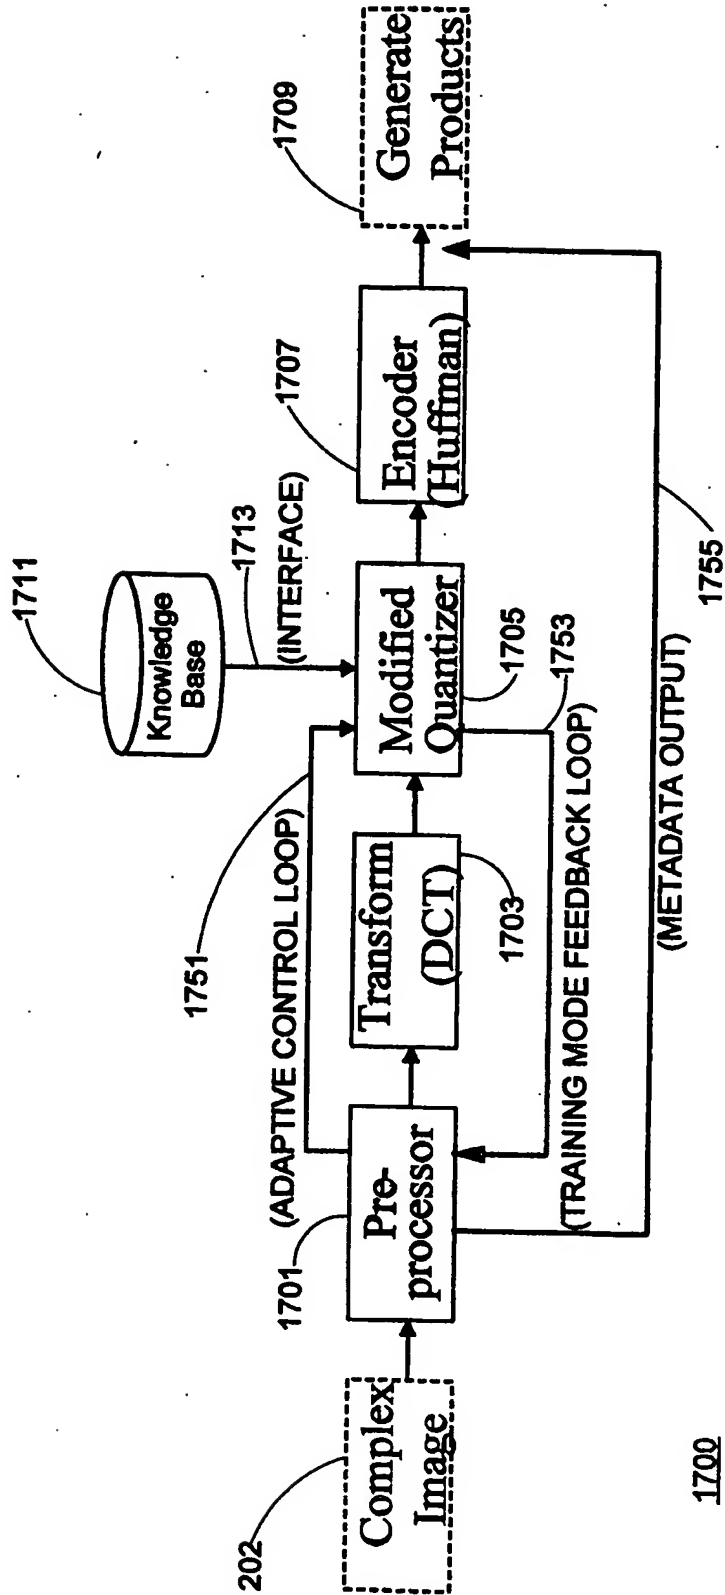 1711
Knowledge
Base
1713
(INTERFACE)
1751
(ADAPTIVE CONTROL LOOP)
202
Complex
Image
1701
Pre-
processor
Transform
(DCT)
1703
Modified
Quantizer
1705
1707
Encoder
(Huffman)
1709
Generate
Products
1753
(TRAINING MODE FEEDBACK LOOP)
(METADATA OUTPUT)
1755
1700